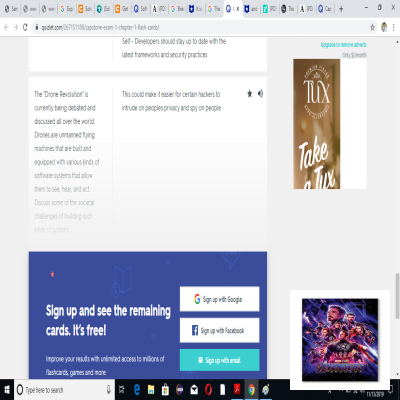 quizlet.com/267151189/capstone-exam-1-chapter-1-flash-cards/
Self - Developers should stay up to date with the
latest frameworks and security practices
Upgrade to remove adverts
Only $1/month
The "Drone Revolution" is
currently being debated and
discussed all over the world.
Drones are unmanned flying
machines that are built and
equipped with various kinds of
software systems that allow
them to see, hear, and act.
Discuss some of the societal
challenges of building such
kinds of systems.
This could make it easier for certain hackers to
intrude on peoples privacy and spy on people
TUX
Take
a Tux
Sign up and see the remaining
cards. It's free!
Improve your results with unlimited access to millions of
flashcards, games and more.
Sign up with Google
Sign up with Facebook
Sign up with email
Type here to search
11/13/2019